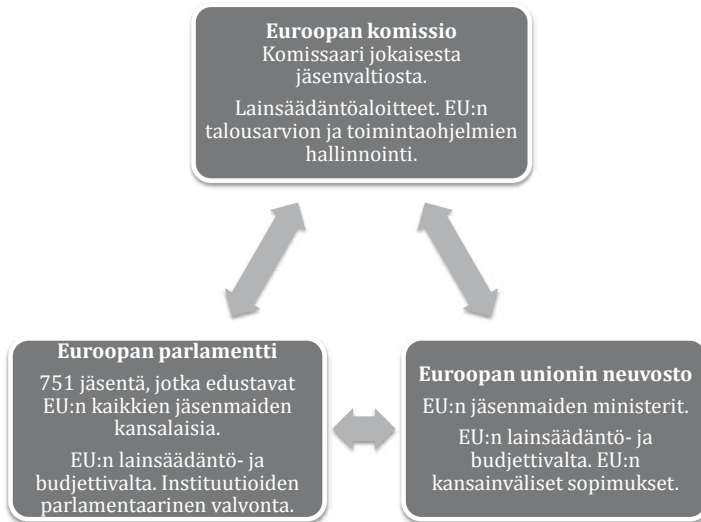 Euroopan komissio
Komissaari jokaisesta
jäsenvaltiosta.
Lainsäädäntöaloitteet. EU:n
talousarvion ja toimintaohjelmien
hallinnointi.
Euroopan parlamentti
751 jäsentä, jotka edustavat
EU:n kaikkien jäsenmaiden
kansalaisia.
EU:n lainsäädäntö- ja
budjettivalta. Instituutioiden
parlamentaarinen valvonta.
Euroopan unionin neuvosto
EU:n jäsenmaiden ministerit.
EU:n lainsäädäntö- ja
budjettivalta. EU:n
kansainväliset sopimukset.